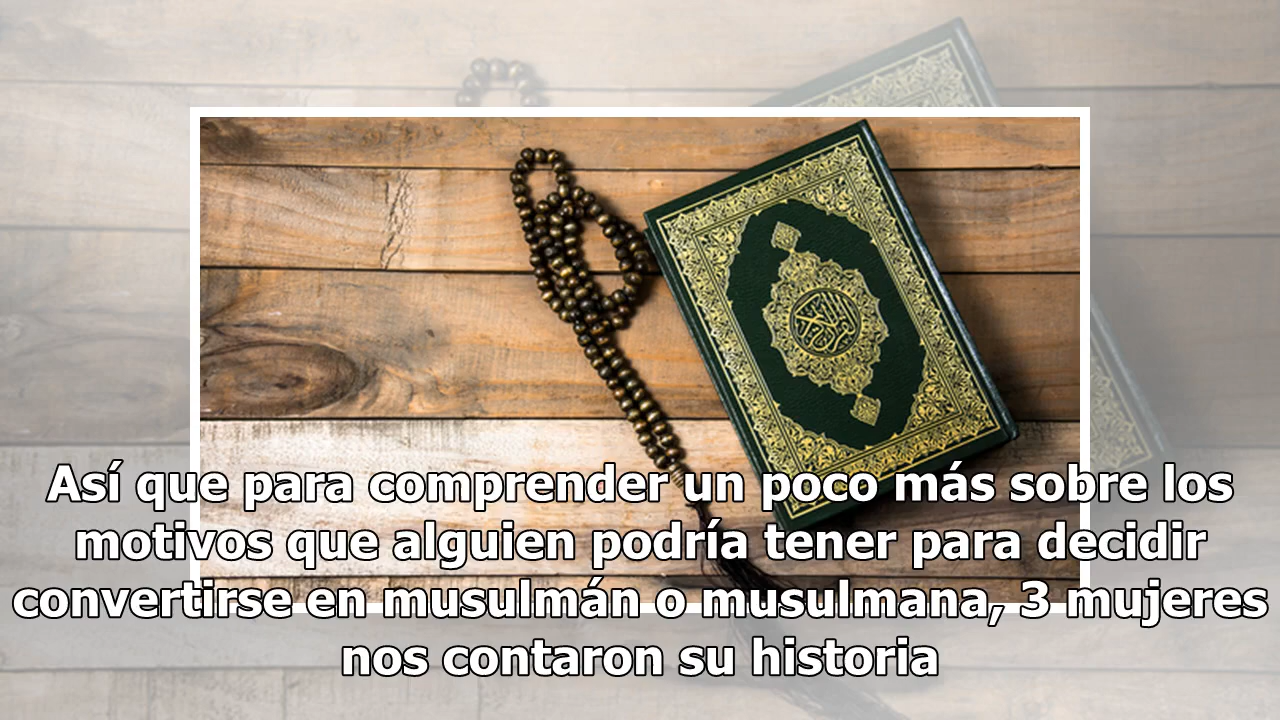 Así que para comprender un poco más sobre los
motivos que alguien podría tener para decidir
convertirse en musulmán o musulmana, 3 mujeres
nos contaron su historia